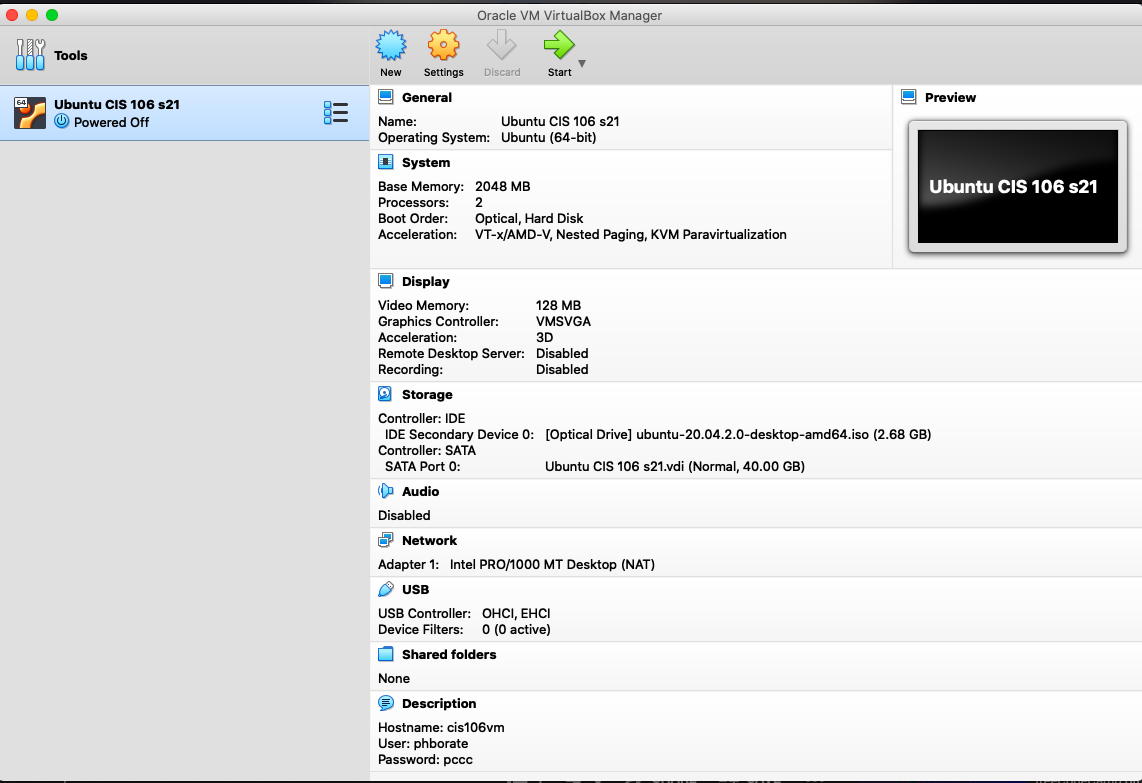 Oracle VM VirtualBox Manager
Tools
New
Settings
Discard
Start
64
Ubuntu CIS 106 s21
Powered Off
General
Name: Ubuntu CIS 106 s21
Operating System: Ubuntu (64-bit)
Preview
Ubuntu CIS 106 s21
System
Base Memory: 2048 MB
Processors: 2
Boot Order: Optical, Hard Disk
Acceleration: VT-x/AMD-V, Nested Paging, KVM Paravirtualization
Display
Video Memory: 128 MB
Graphics Controller: VMSVGA
Acceleration: 3D
Remote Desktop Server: Disabled
Recording: Disabled
Storage
Controller: IDE
IDE Secondary Device 0: [Optical Drive] ubuntu-20.04.2.0-desktop-amd64.iso (2.68 GB)
Controller: SATA
SATA Port 0: Ubuntu CIS 106 s21.vdi (Normal, 40.00 GB)
Audio
Disabled
Network
Adapter 1: Intel PRO/1000 MT Desktop (NAT)
USB
USB Controller: OHCI, EHCI
Device Filters: 0 (0 active)
Shared folders
None
Description
Hostname: cis106vm
User: phborate
Password: pccc